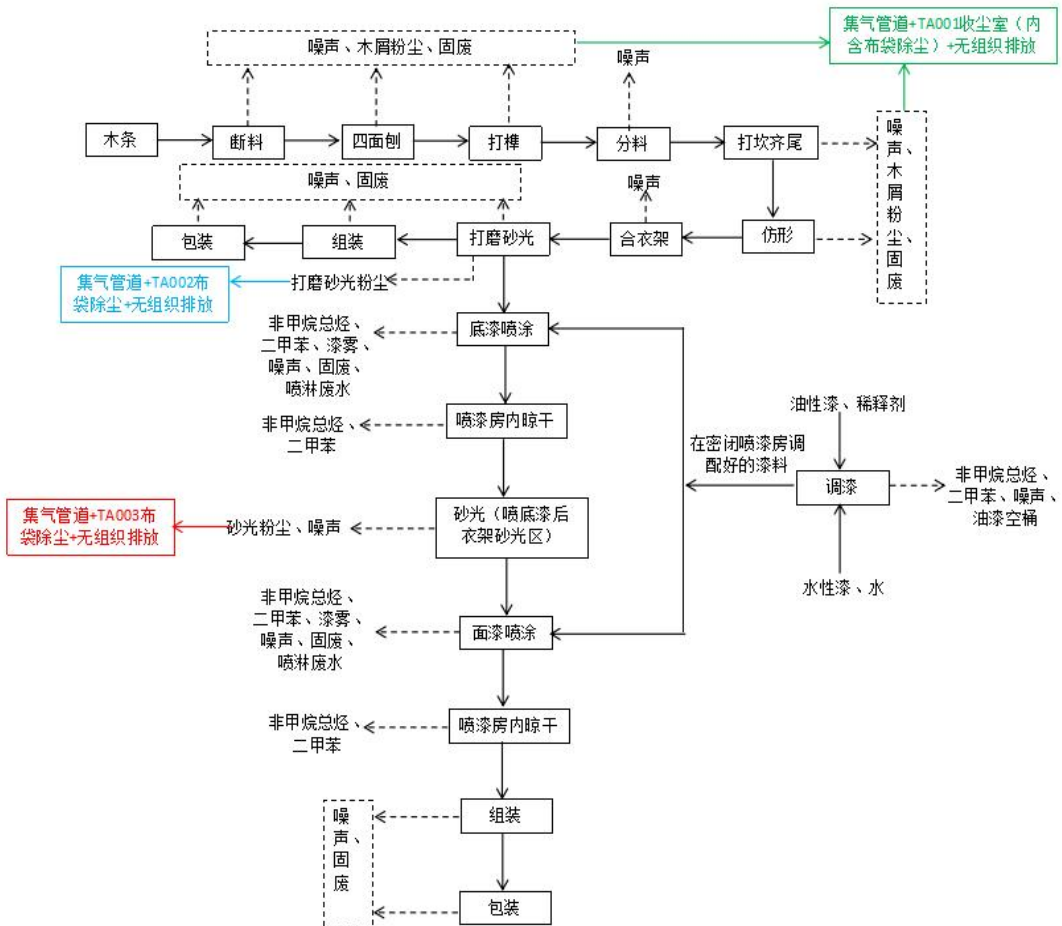 集气管道+TA001收尘室（内
含布袋除尘）+无组织排放
噪声、木屑粉尘、固废
噪声
木条
断料
四面刨
打榫
分料
打坎齐尾
噪声、木屑粉尘、固废
噪声、固废
噪声
包装
组装
打磨砂光
合衣架
仿形
集气管道+TA002布
袋除尘+无组织排放
打磨砂光粉尘
非甲烷总烃、
二甲苯、漆雾、
噪声、固废、
喷淋废水
底漆喷涂
非甲烷总烃、
二甲苯
喷漆房内晾干
油性漆、稀释剂
在密闭喷漆房调
配好的漆料
调漆
非甲烷总烃、
二甲苯、噪声、
油漆空桶
集气管道+TA003布
袋除尘+无组织排放
砂光粉尘、噪声
砂光（喷底漆后
衣架砂光区）
水性漆、水
非甲烷总烃、
二甲苯、漆雾、
噪声、固废、
喷淋废水
面漆喷涂
非甲烷总烃、
二甲苯
喷漆房内晾干
噪声、固废
组装
包装